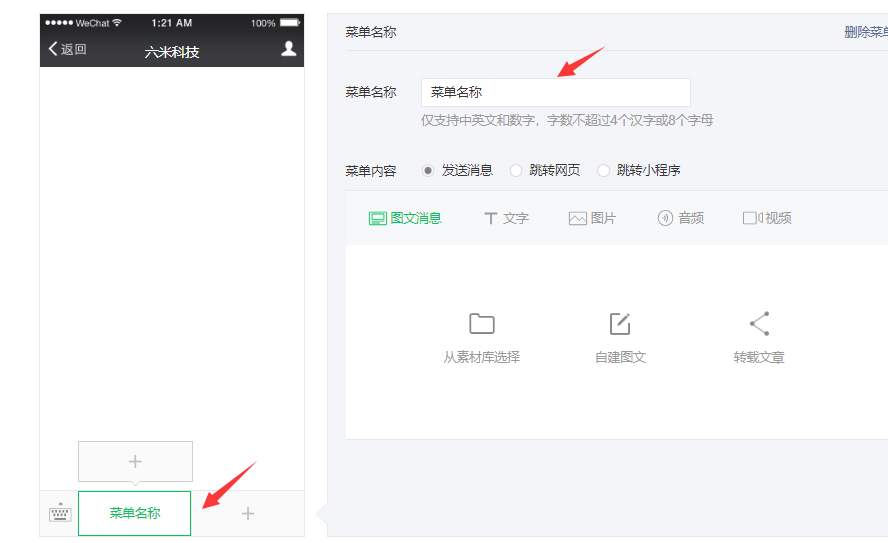 WeChat 1:21 AM 100%
返回 六米科技
菜单名称
菜单名称 删除菜单
菜单名称 菜单名称
仅支持中英文和数字，字数不超过4个汉字或8个字母
菜单内容 发送消息 跳转网页 跳转小程序
图文消息 文字 图片 音频 视频
从素材库选择 自建图文 转载文章